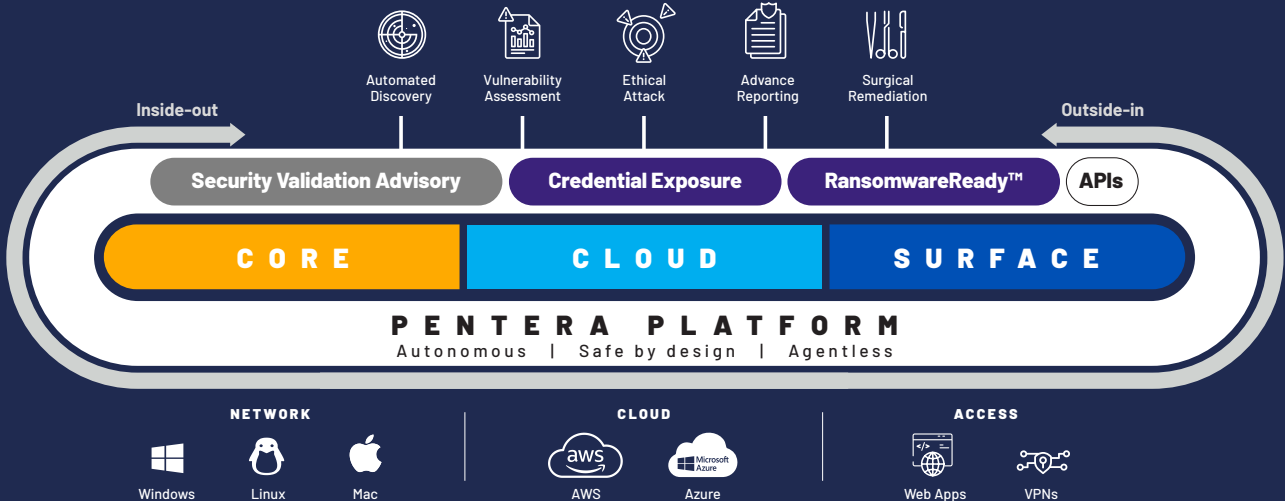 Automated
Discovery
Vulnerability
Assessment
Ethical
Attack
Advance
Reporting
Surgical
Remediation
Inside-out
Outside-in
Security Validation Advisory
Credential Exposure
RansomwareReady™
APIs
CORE
CLOUD
SURFACE
PENTERA PLATFORM
Autonomous | Safe by design | Agentless
NETWORK
CLOUD
ACCESS
aws
Microsoft
Azure
</>
Windows
Linux
Mac
AWS
Azure
Web Apps
VPNs